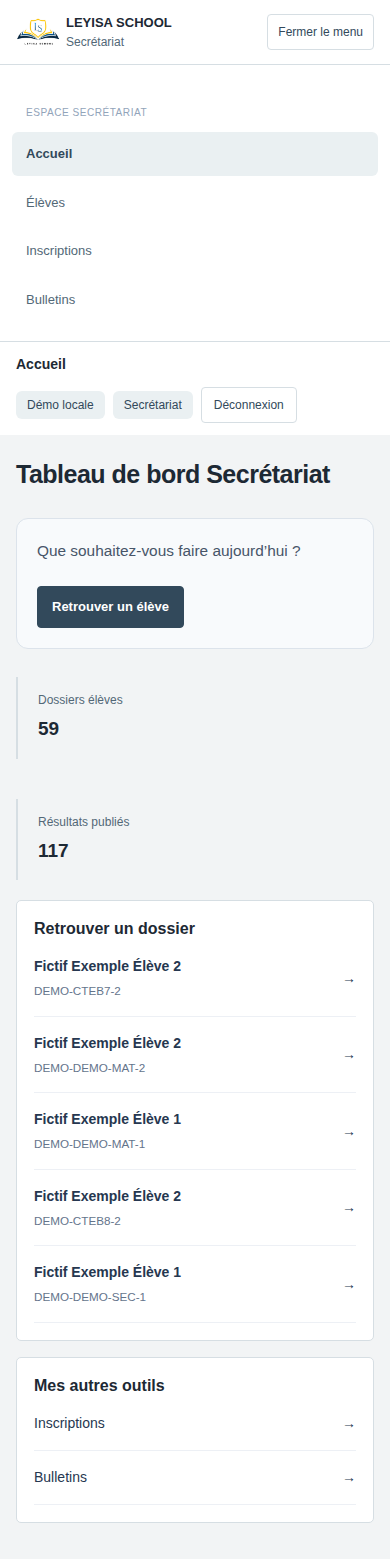 LEYISA SCHOOL
Secrétariat
Fermer le menu
ESPACE SECRÉTARIAT
Accueil
Élèves
Inscriptions
Bulletins
Accueil
Démo locale
Secrétariat
Déconnexion
Tableau de bord Secrétariat
Que souhaitez-vous faire aujourd’hui ?
Retrouver un élève
Dossiers élèves
59
Résultats publiés
117
Retrouver un dossier
Fictif Exemple Élève 2
→
DEMO-CTEB7-2
Fictif Exemple Élève 2
→
DEMO-DEMO-MAT-2
Fictif Exemple Élève 1
→
DEMO-DEMO-MAT-1
Fictif Exemple Élève 2
→
DEMO-CTEB8-2
Fictif Exemple Élève 1
→
DEMO-DEMO-SEC-1
Mes autres outils
Inscriptions →
Bulletins →